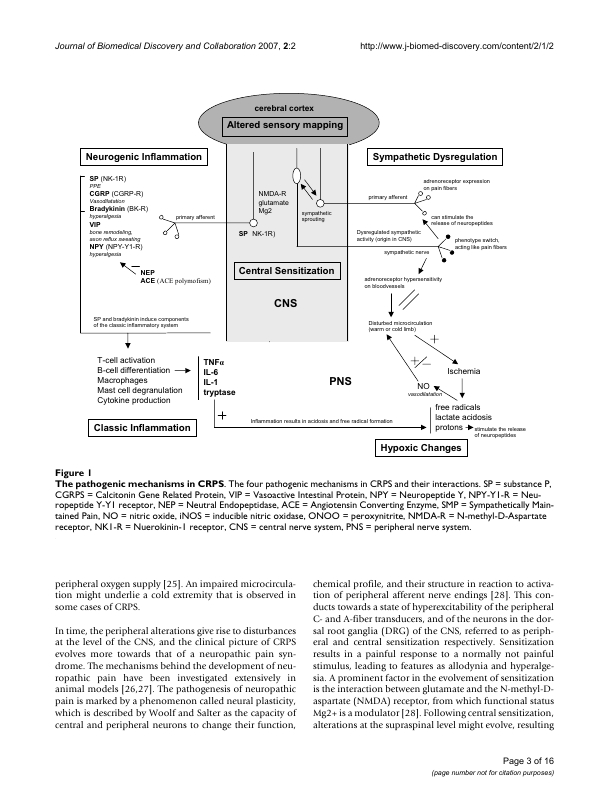 Journal of Biomedical Discovery and Collaboration 2007, 2:2
http://www.j-biomed-discovery.com/content/2/1/2
cerebral cortex
Altered sensory mapping
Neurogenic Inflammation
SP (NK-1R)
PPE
CGRP (CGRP-R)
Vasodilatation
Bradykinin (BK-R)
hyperalgesia
VIP
bone remodeling,
axon reflux sweating
NPY (NPY-Y1-R)
hyperalgesia
primary afferent
NEP
ACE (ACE polymofism)
SP and bradykinin induce components
of the classic inflammatory system
NMDA-R
glutamate
Mg2
SP NK-1R)
sympathetic
sprouting
Central Sensitization
CNS
PNS
Sympathetic Dysregulation
adrenoreceptor expression
on pain fibers
primary afferent
can stimulate the
release of neuropeptides
Dysregulated sympathetic
activity (origin in CNS)
phenotype switch,
acting like pain fibers
sympathetic nerve
adrenoreceptor hypersensitivity
on bloodveseels
Disturbed microcirculation
(warm or cold limb)
+
+/−
Ischemia
NO
vasodilatation
free radicals
lactate acidosis
protons
stimulate the release
of neuropeptides
Hypoxic Changes
T-cell activation
B-cell differentiation
Macrophages
Mast cell degranulation
Cytokine production
TNFα
IL-6
IL-1
tryptase
+
Inflammation results in acidosis and free radical formation
Classic Inflammation
Figure 1
The pathogenic mechanisms in CRPS. The four pathogenic mechanisms in CRPS and their interactions. SP = substance P,
CGRPS = Calcitonin Gene Related Protein, VIP = Vasoactive Intestinal Protein, NPY = Neuropeptide Y, NPY-Y1-R = Neu-
ropeptide Y-Y1 receptor, NEP = Neutral Endopeptidase, ACE = Angiotensin Converting Enzyme, SMP = Sympathetically Main-
tained Pain, NO = nitric oxide, iNOS = inducible nitric oxidase, ONOO = peroxynitrite, NMDA-R = N-methyl-D-Aspartate
receptor, NK1-R = Nuerokinin-1 receptor, CNS = central nerve system, PNS = peripheral nerve system.
peripheral oxygen supply [25]. An impaired microcircula-
tion might underlie a cold extremity that is observed in
some cases of CRPS.
In time, the peripheral alterations give rise to disturbances
at the level of the CNS, and the clinical picture of CRPS
evolves more towards that of a neuropathic pain syn-
drome. The mechanisms behind the development of neu-
ropathic pain have been investigated extensively in
animal models [26,27]. The pathogenesis of neuropathic
pain is marked by a phenomenon called neural plasticity,
which is described by Woolf and Salter as the capacity of
central and peripheral neurons to change their function,
chemical profile, and their structure in reaction to activa-
tion of peripheral afferent nerve endings [28]. This con-
ducts towards a state of hyperexcitability of the peripheral
C- and A-fiber transducers, and of the neurons in the dor-
sal root ganglia (DRG) of the CNS, referred to as periph-
eral and central sensitization respectively. Sensitization
results in a painful response to a normally not painful
stimulus, leading to features as allodynia and hyperalge-
sia. A prominent factor in the evolvement of sensitization
is the interaction between glutamate and the N-methyl-D-
aspartate (NMDA) receptor, from which functional status
Mg2+ is a modulator [28]. Following central sensitization,
alterations at the supraspinal level might evolve, resulting
Page 3 of 16
(page number not for citation purposes)